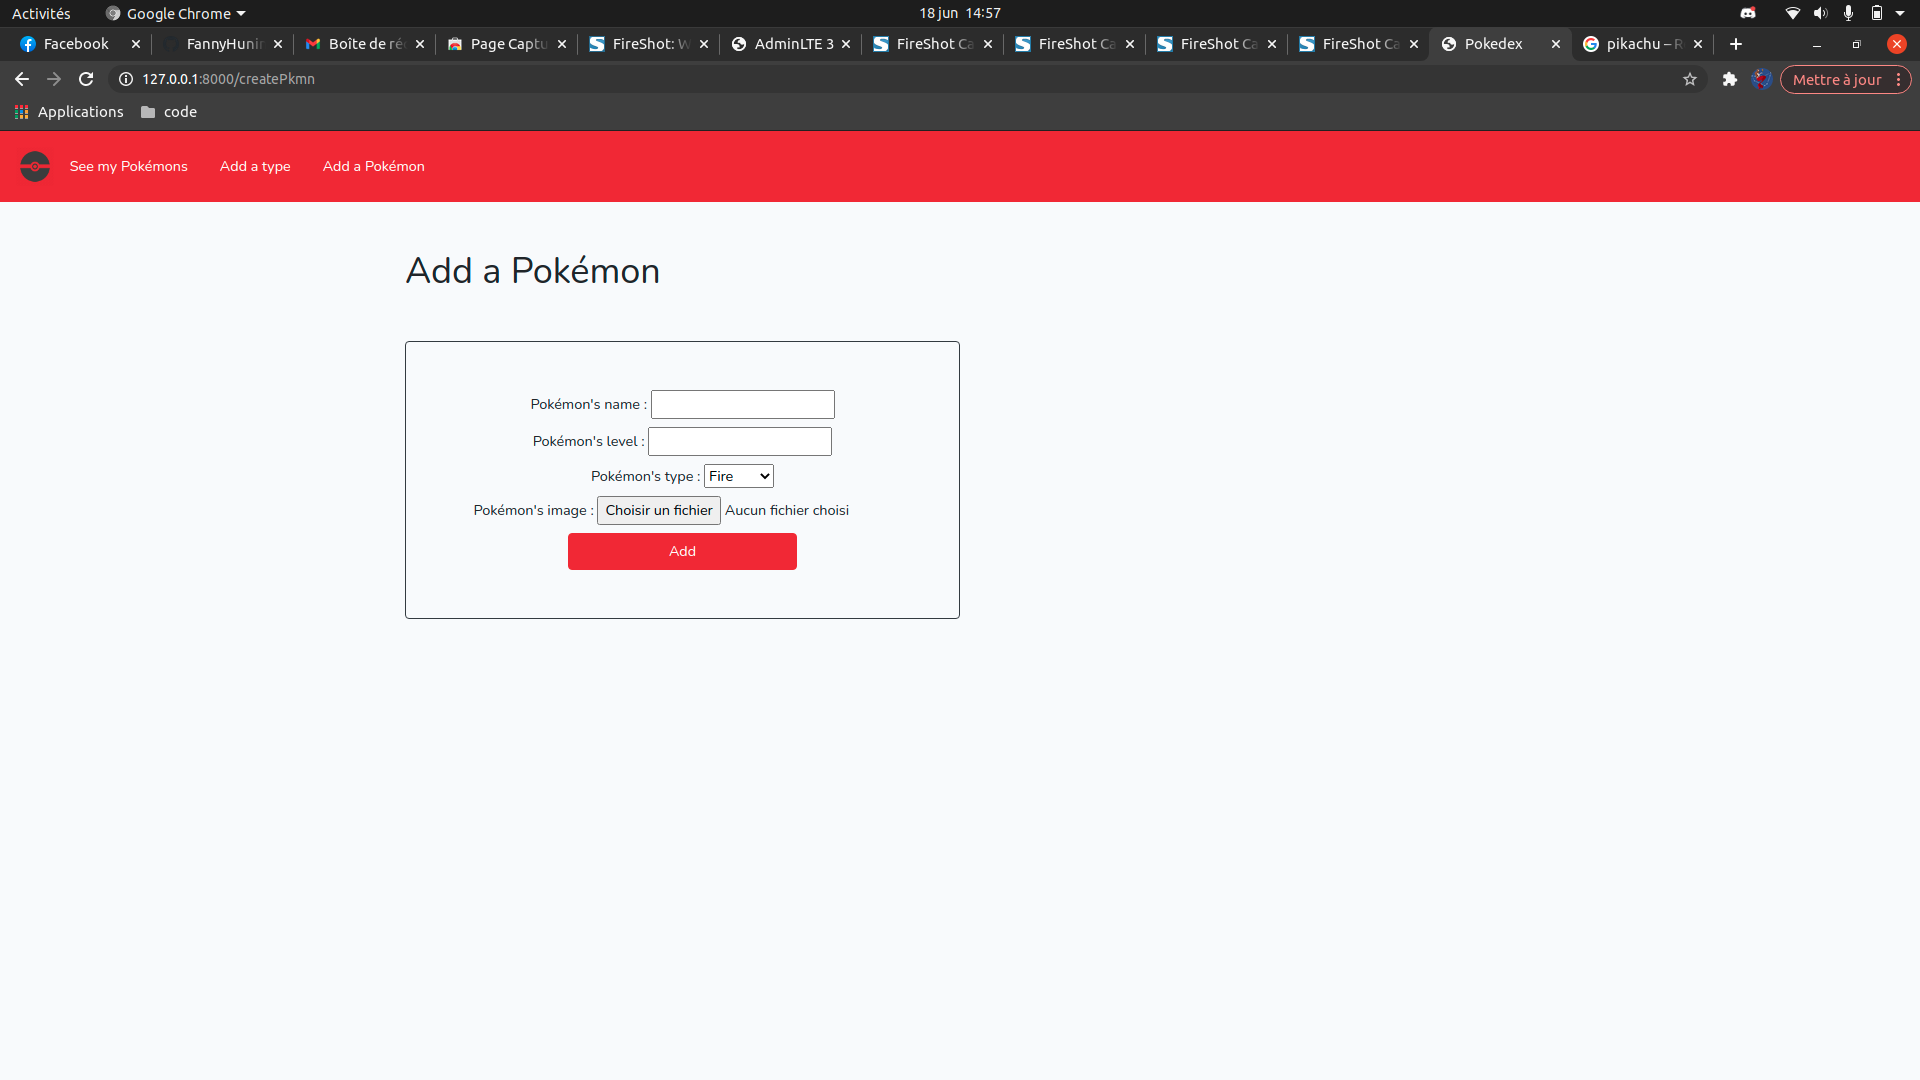 Activités Google Chrome 18 jun 14:57
Facebook FannyHunin Boîte de réc Page Captu FireShot: W AdminLTE 3 FireShot Ca FireShot Ca FireShot Ca FireShot Ca Pokedex pikachu – R
127.0.0.1:8000/createPkmn Mettre à jour
Applications code
See my Pokémons Add a type Add a Pokémon
Add a Pokémon
Pokémon's name :
Pokémon's level :
Pokémon's type : Fire
Pokémon's image : Choisir un fichier Aucun fichier choisi
Add